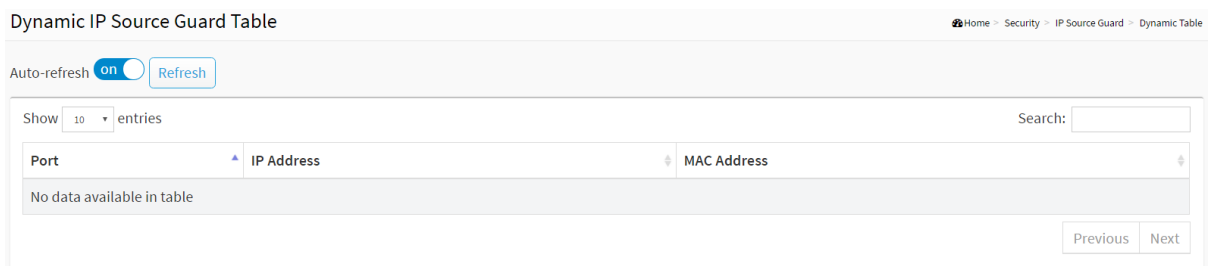 Dynamic IP Source Guard Table
Home > Security > IP Source Guard > Dynamic Table
Auto-refresh on Refresh
Show 10 entries
Search:
Port IP Address MAC Address
No data available in table
Previous Next